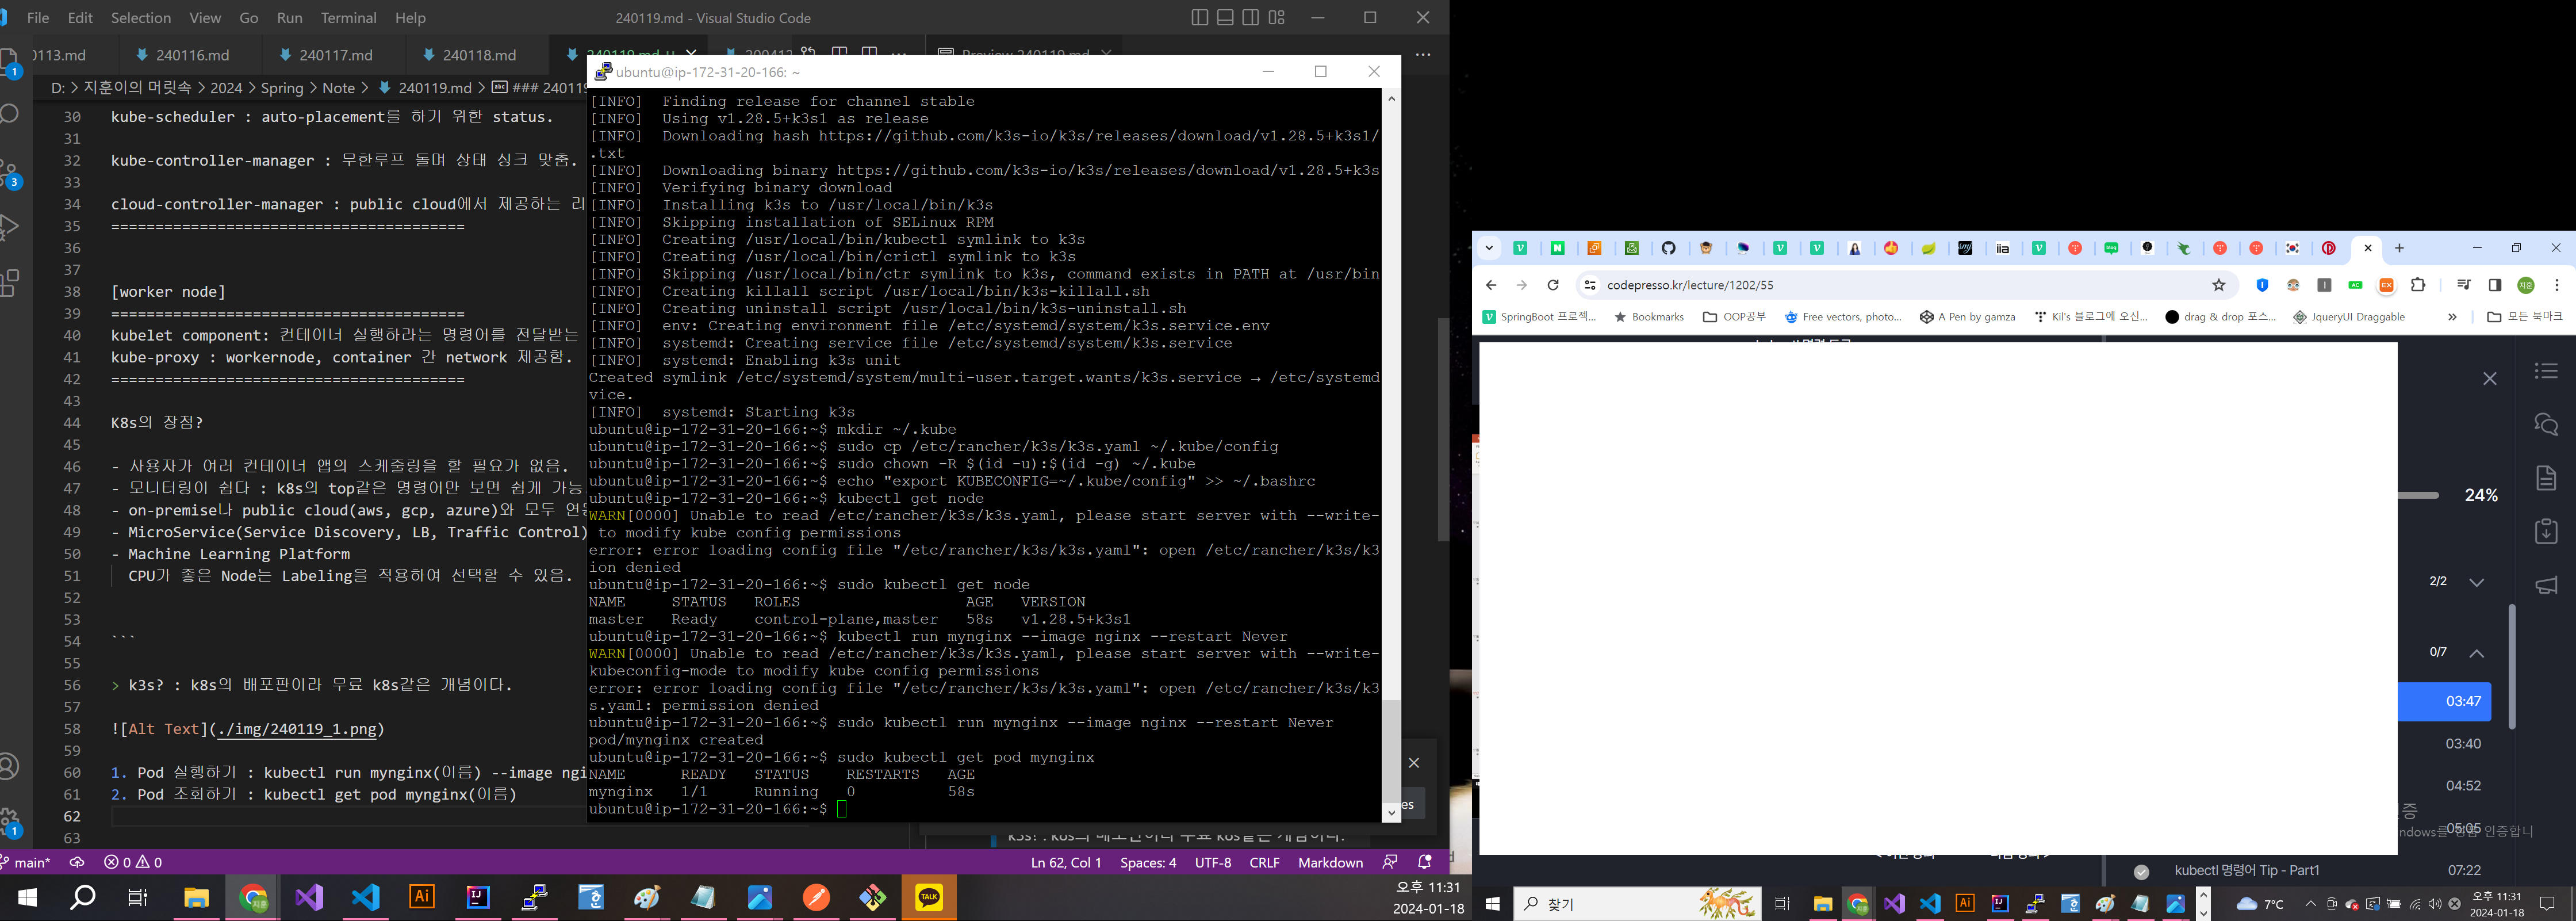 File Edit Selection View Go Run Terminal Help
240119.md - Visual Studio Code
0113.md 240116.md 240117.md 240118.md
D: > 지훈이의 머릿속 > 2024 > Spring > Note > 240119.md > ### 240119
30 kube-scheduler : auto-placement를 하기 위한 status.
31
32 kube-controller-manager : 무한루프 돌며 상태 싱크 맞춤.
33
34 cloud-controller-manager : public cloud에서 제공하는 리
35 ========================================
36
37
38 [worker node]
39 ========================================
40 kubelet component: 컨테이너 실행하라는 명령어를 전달받는
41 kube-proxy : workernode, container 간 network 제공함.
42 ========================================
43
44 K8s의 장점?
45
46 - 사용자가 여러 컨테이너 앱의 스케줄링을 할 필요가 없음.
47 - 모니터링이 쉽다 : k8s의 top같은 명령어만 보면 쉽게 가능
48 - on-premise나 public cloud(aws, gcp, azure)와 모두 연동
49 - MicroService(Service Discovery, LB, Traffic Control)
50 - Machine Learning Platform
51 CPU가 좋은 Node는 Labeling을 적용하여 선택할 수 있음.
52
53
54 ```
55
56 > k3s? : k8s의 배포판이라 무료 k8s같은 개념이다.
57
58 ![Alt Text](./img/240119_1.png)
59
60 1. Pod 실행하기 : kubectl run mynginx(이름) --image ngi
61 2. Pod 조회하기 : kubectl get pod mynginx(이름)
62
63
main* 0 0
Ln 62, Col 1 Spaces: 4 UTF-8 CRLF Markdown
ubuntu@ip-172-31-20-166: ~
[INFO] Finding release for channel stable
[INFO] Using v1.28.5+k3s1 as release
[INFO] Downloading hash https://github.com/k3s-io/k3s/releases/download/v1.28.5+k3s1/
.txt
[INFO] Downloading binary https://github.com/k3s-io/k3s/releases/download/v1.28.5+k3s
[INFO] Verifying binary download
[INFO] Installing k3s to /usr/local/bin/k3s
[INFO] Skipping installation of SELinux RPM
[INFO] Creating /usr/local/bin/kubectl symlink to k3s
[INFO] Creating /usr/local/bin/crictl symlink to k3s
[INFO] Skipping /usr/local/bin/ctr symlink to k3s, command exists in PATH at /usr/bin
[INFO] Creating killall script /usr/local/bin/k3s-killall.sh
[INFO] Creating uninstall script /usr/local/bin/k3s-uninstall.sh
[INFO] env: Creating environment file /etc/systemd/system/k3s.service.env
[INFO] systemd: Creating service file /etc/systemd/system/k3s.service
[INFO] systemd: Enabling k3s unit
Created symlink /etc/systemd/system/multi-user.target.wants/k3s.service → /etc/systemd
vice.
[INFO] systemd: Starting k3s
ubuntu@ip-172-31-20-166:~$ mkdir ~/.kube
ubuntu@ip-172-31-20-166:~$ sudo cp /etc/rancher/k3s/k3s.yaml ~/.kube/config
ubuntu@ip-172-31-20-166:~$ sudo chown -R $(id -u):$(id -g) ~/.kube
ubuntu@ip-172-31-20-166:~$ echo "export KUBECONFIG=~/.kube/config" >> ~/.bashrc
ubuntu@ip-172-31-20-166:~$ kubectl get node
WARN[0000] Unable to read /etc/rancher/k3s/k3s.yaml, please start server with --write-
to modify kube config permissions
error: error loading config file "/etc/rancher/k3s/k3s.yaml": open /etc/rancher/k3s/k3
ion denied
ubuntu@ip-172-31-20-166:~$ sudo kubectl get node
NAME STATUS ROLES AGE VERSION
master Ready control-plane,master 58s v1.28.5+k3s1
ubuntu@ip-172-31-20-166:~$ kubectl run mynginx --image nginx --restart Never
WARN[0000] Unable to read /etc/rancher/k3s/k3s.yaml, please start server with --write-
kubeconfig-mode to modify kube config permissions
error: error loading config file "/etc/rancher/k3s/k3s.yaml": open /etc/rancher/k3s/k3
s.yaml: permission denied
ubuntu@ip-172-31-20-166:~$ sudo kubectl run mynginx --image nginx --restart Never
pod/mynginx created
ubuntu@ip-172-31-20-166:~$ sudo kubectl get pod mynginx
NAME READY STATUS RESTARTS AGE
mynginx 1/1 Running 0 58s
ubuntu@ip-172-31-20-166:~$
오후 11:31
2024-01-18
codepresso.kr/lecture/1202/55
SpringBoot 프로젝... Bookmarks OOP공부 Free vectors, photo... A Pen by gamza Kil's 블로그에 오신... drag & drop 포스... JqueryUI Draggable 모든 북마크
24%
2/2
0/7
03:47
03:40
04:52
05:05
kubectl 명령어 Tip - Part1 07:22
찾기
7°C
오후 11:31
2024-01-18